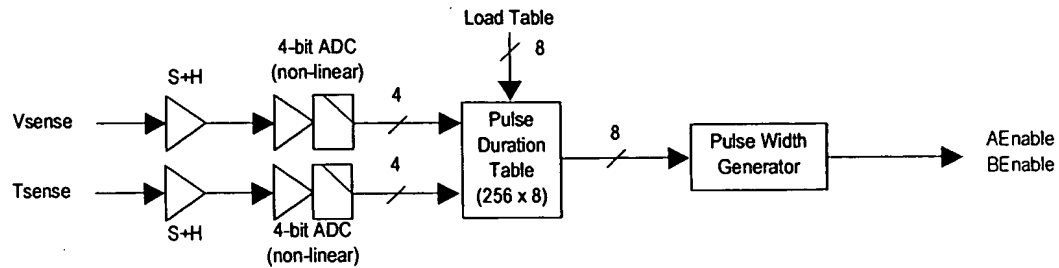 Load Table
8
4-bit ADC
(non-linear)
S+H
4
Vsense
Pulse
Duration
Table
(256 x 8)
8
Pulse Width
Generator
AEnable
BEnable
Tsense
4
S+H
4-bit ADC
(non-linear)